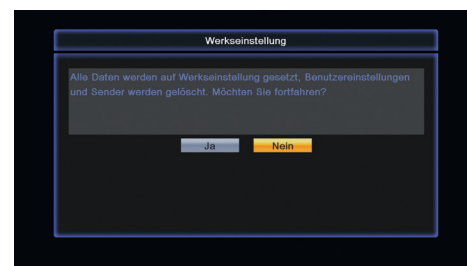 Werkseinstellung
Alle Daten werden auf Werkseinstellung gesetzt, Benutzereinstellungen
und Sender werden gelöscht. Möchten Sie fortfahren?
Ja Nein